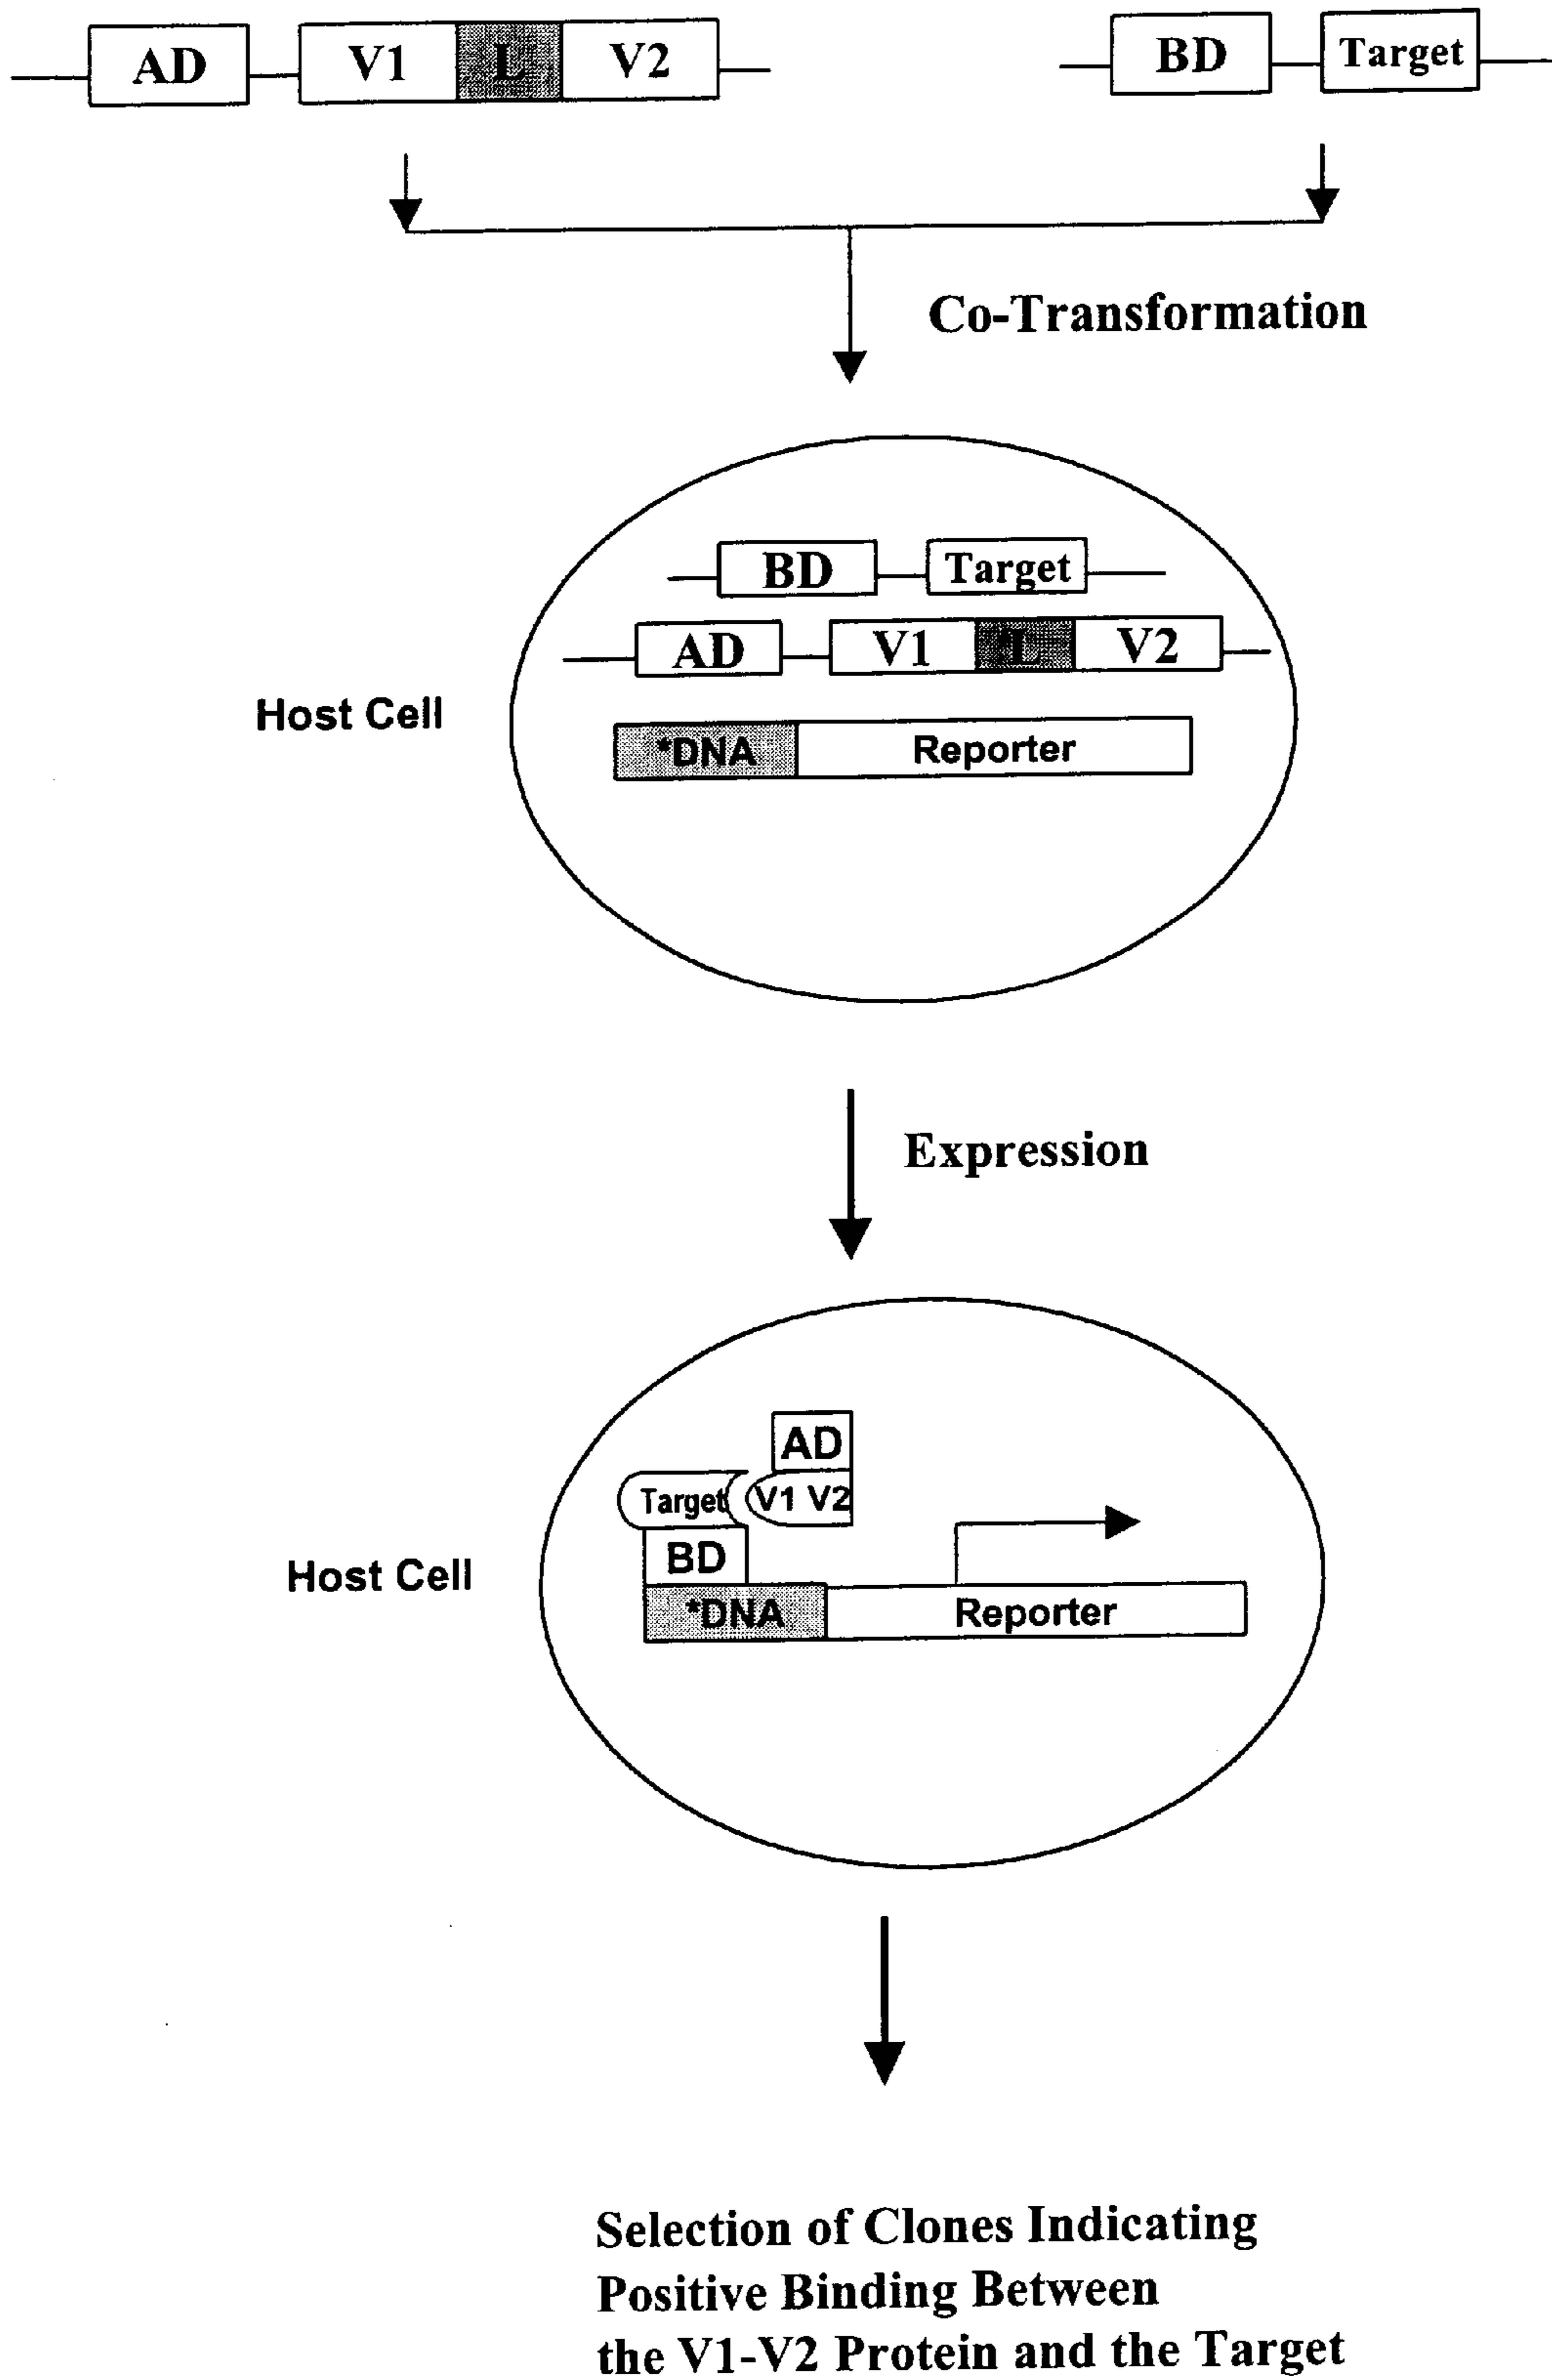 AD V1 L V2 BD Target
Co-Transformation
BD Target
AD V1 L V2
Host Cell
*DNA Reporter
Expression
AD
Target V1 V2
BD
Host Cell
*DNA Reporter
Selection of Clones Indicating
Positive Binding Between
the V1-V2 Protein and the Target